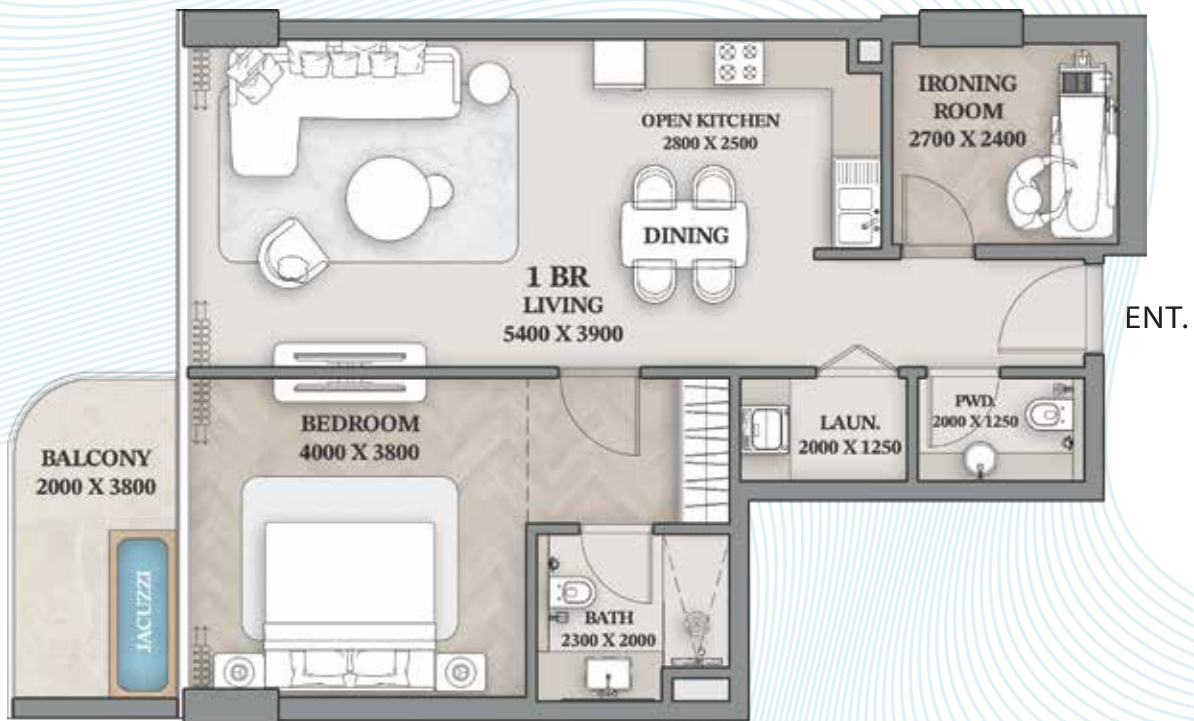 IRONING
ROOM
2700 X 2400
OPEN KITCHEN
2800 X 2500
DINING
1 BR
LIVING
5400 X 3900
ENT.
BEDROOM
4000 X 3800
LAUN.
2000 X 1250
PWD.
2000 X 1250
BALCONY
2000 X 3800
JACUZZI
BATH
2300 X 2000